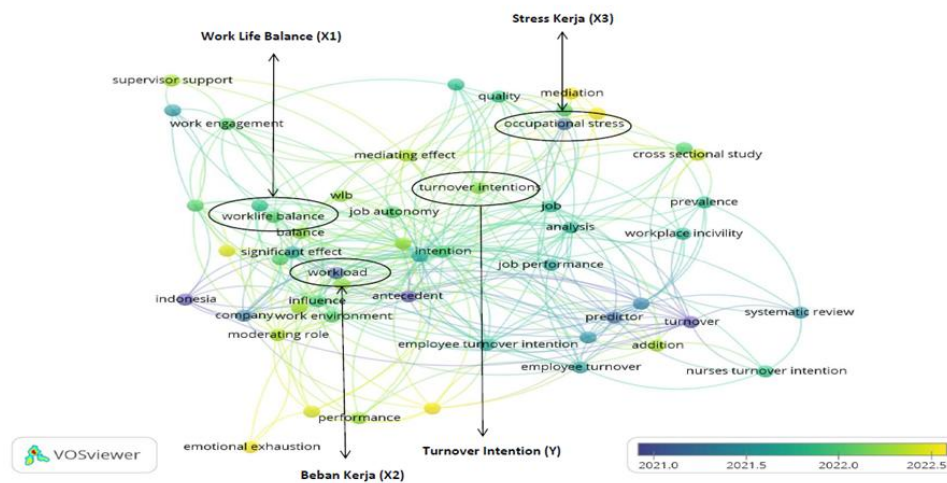 Stress Kerja (X3)
Work Life Balance (X1)
supervisor support
quality
mediation
work engagement
occupational stress
mediating effect
cross sectional study
turnover intentions
wlb
worklife balance
job autonomy
job
prevalence
balance
analysis
workplace incivility
significant effect
intention
workload
job performance
indonesia
influence
antecedent
company
work environment
predictor
turnover
systematic review
moderating role
employee turnover intention
addition
employee turnover
nurses turnover intention
performance
emotional exhaustion
Turnover Intention (Y)
VOSviewer
Beban Kerja (X2)
2021.0 2021.5 2022.0 2022.5